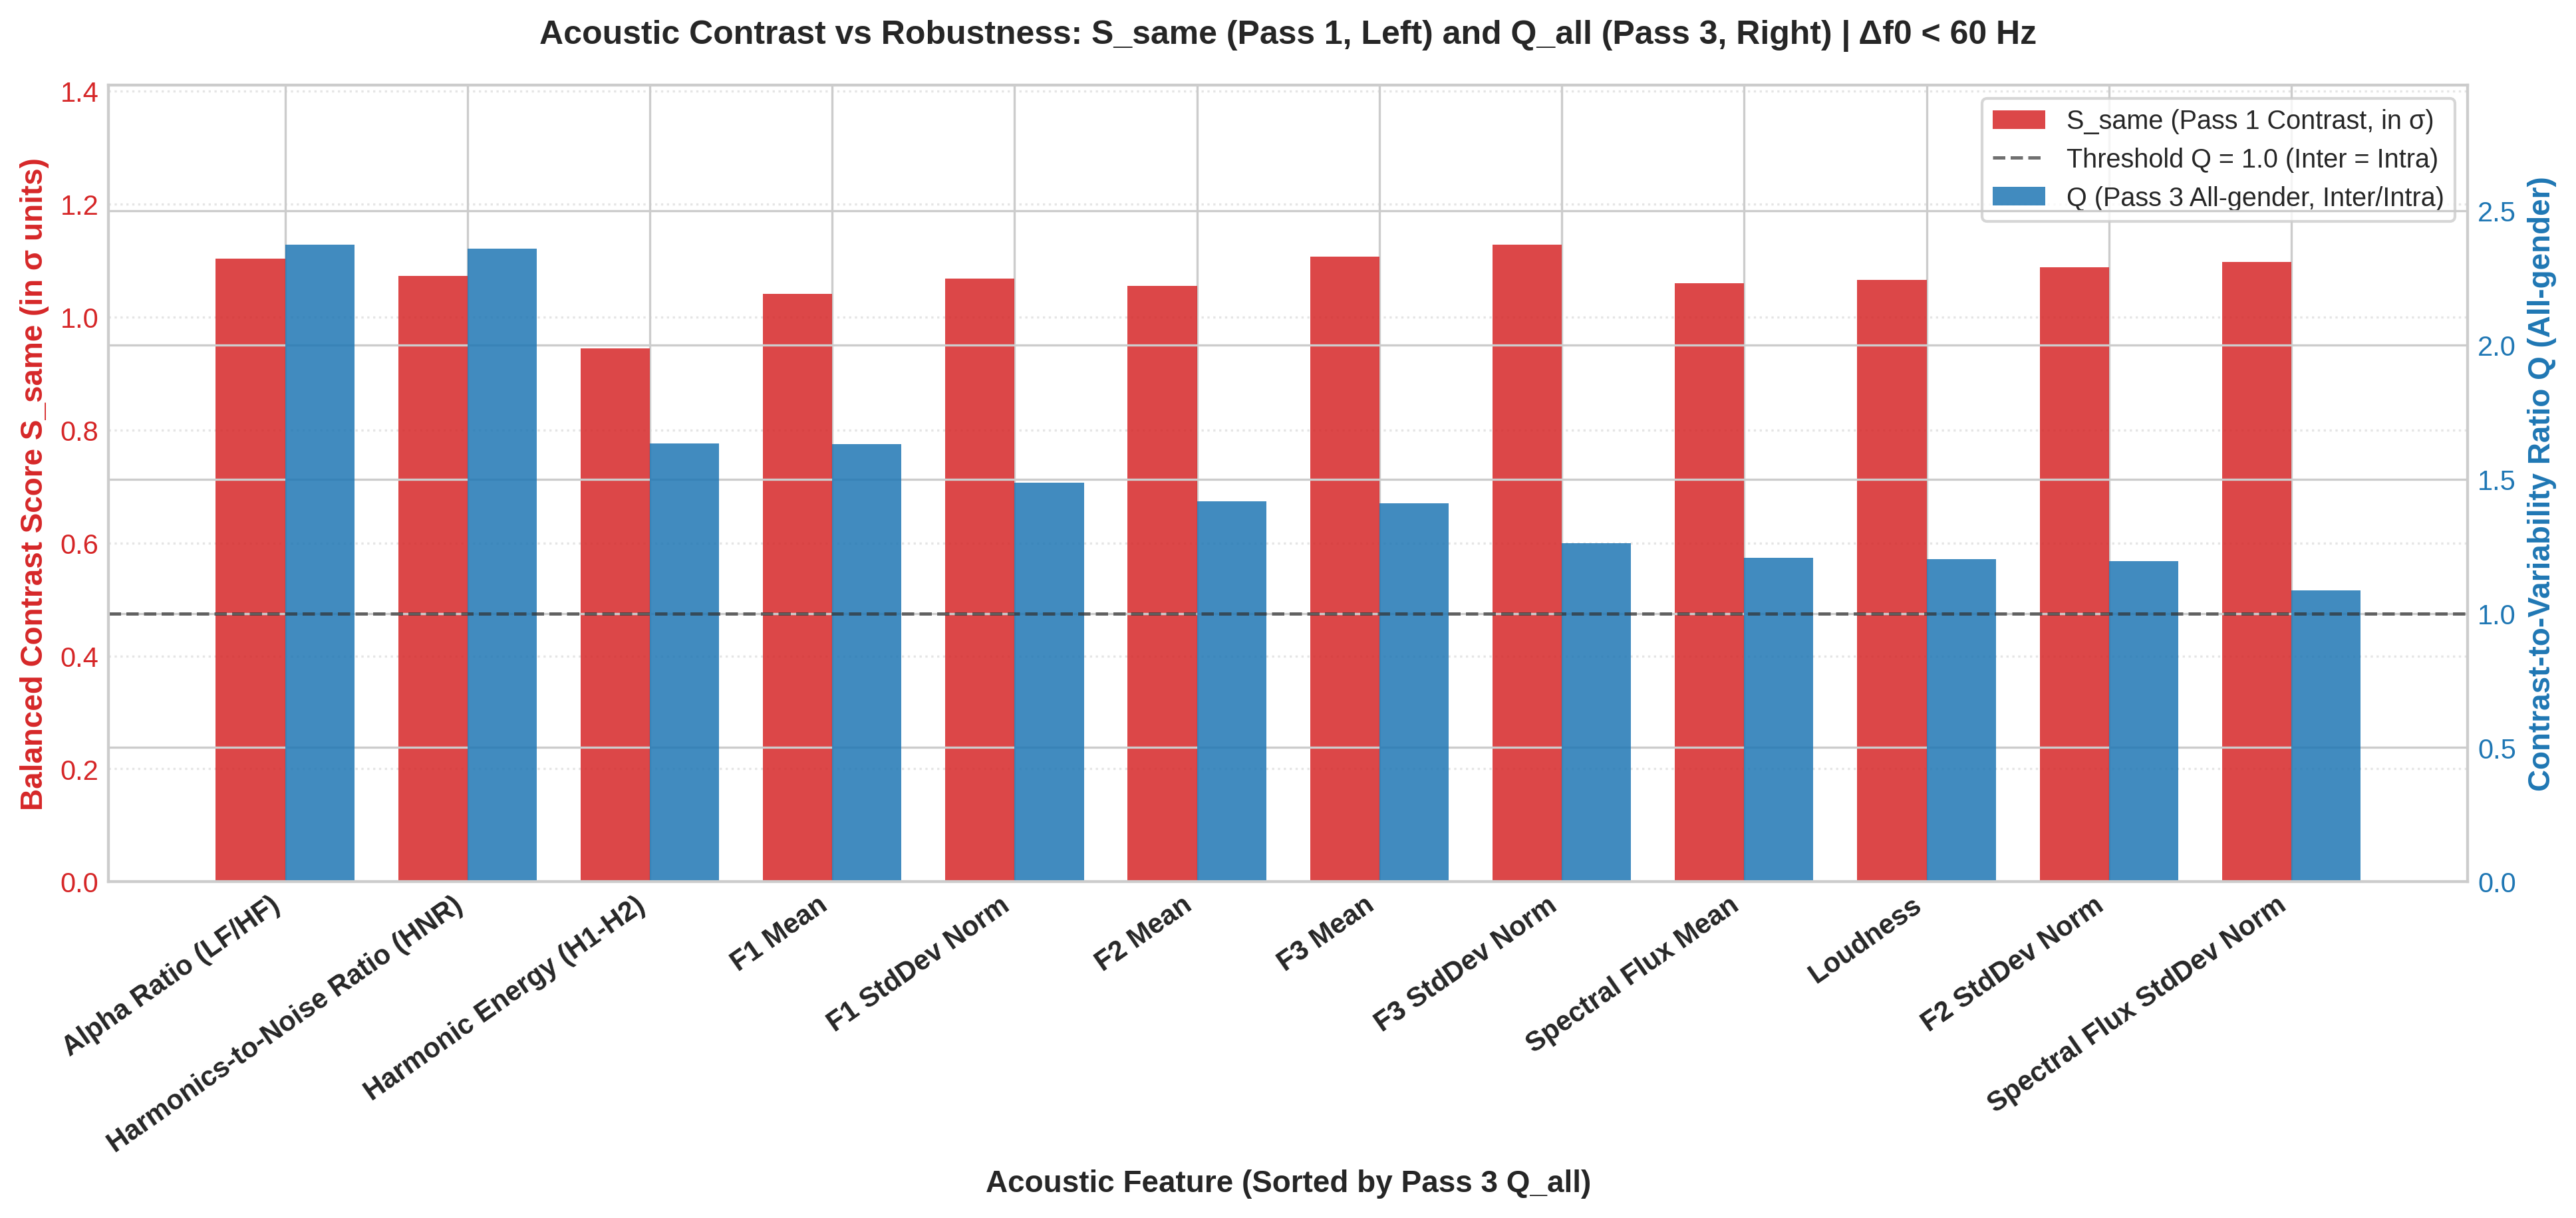 Acoustic Contrast vs Robustness: S_same (Pass 1, Left) and Q_all (Pass 3, Right) | Δf0 < 60 Hz
Balanced Contrast Score S_same (in σ units)
1.4
1.2
1.0
0.8
0.6
0.4
0.2
0.0
S_same (Pass 1 Contrast, in σ)
Threshold Q = 1.0 (Inter = Intra)
Q (Pass 3 All-gender, Inter/Intra)
2.5
2.0
1.5
1.0
0.5
0.0
Contrast-to-Variability Ratio Q (All-gender)
Alpha Ratio (LF/HF)
Harmonics-to-Noise Ratio (HNR)
Harmonic Energy (H1-H2)
F1 Mean
F1 StdDev Norm
F2 Mean
F3 Mean
F3 StdDev Norm
Spectral Flux Mean
Loudness
F2 StdDev Norm
Spectral Flux StdDev Norm
Acoustic Feature (Sorted by Pass 3 Q_all)